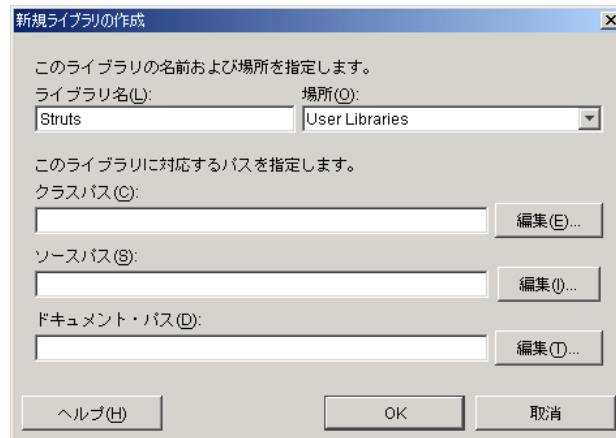 新規ライブラリの作成
このライブラリの名前および場所を指定します。
ライブラリ名(L): 場所(O):
Struts User Libraries
このライブラリに対応するパスを指定します。
クラスパス(C):
編集(E)...
ソースパス(S):
編集(I)...
ドキュメント・パス(D):
編集(T)...
ヘルプ(H) OK 取消